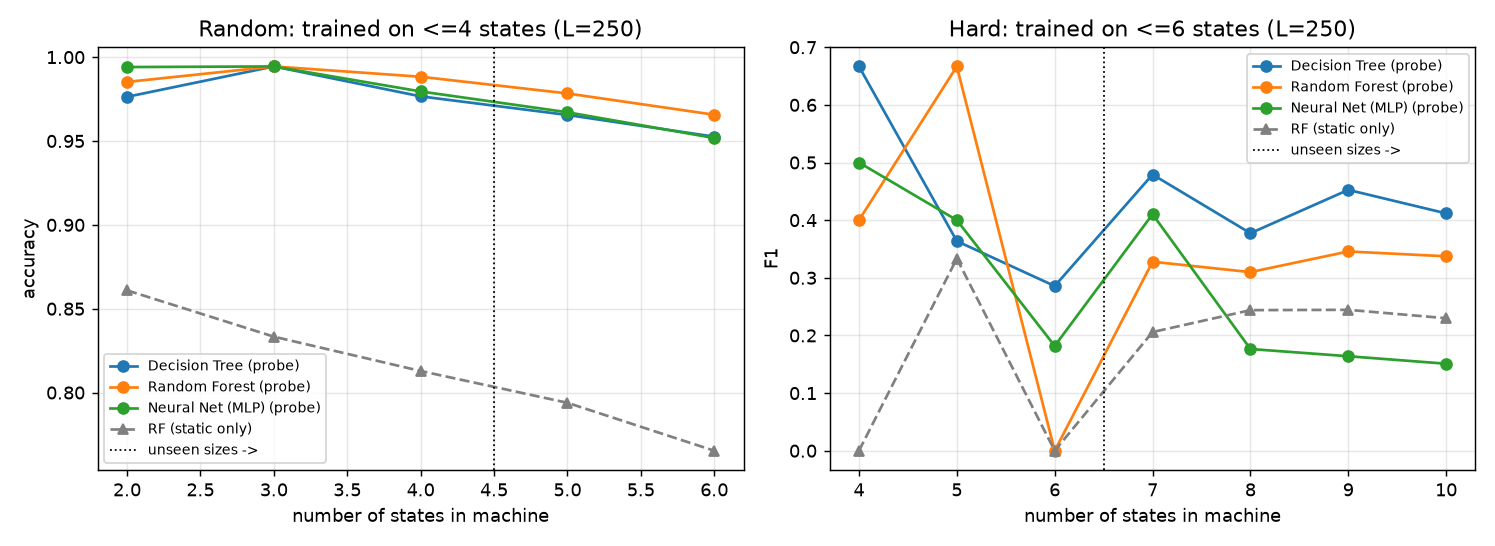 Random: trained on <=4 states (L=250)
accuracy
1.00
0.95
0.90
0.85
0.80
Decision Tree (probe)
Random Forest (probe)
Neural Net (MLP) (probe)
RF (static only)
unseen sizes ->
2.0 2.5 3.0 3.5 4.0 4.5 5.0 5.5 6.0
number of states in machine
Hard: trained on <=6 states (L=250)
F1
0.7
0.6
0.5
0.4
0.3
0.2
0.1
0.0
Decision Tree (probe)
Random Forest (probe)
Neural Net (MLP) (probe)
RF (static only)
unseen sizes ->
4 5 6 7 8 9 10
number of states in machine